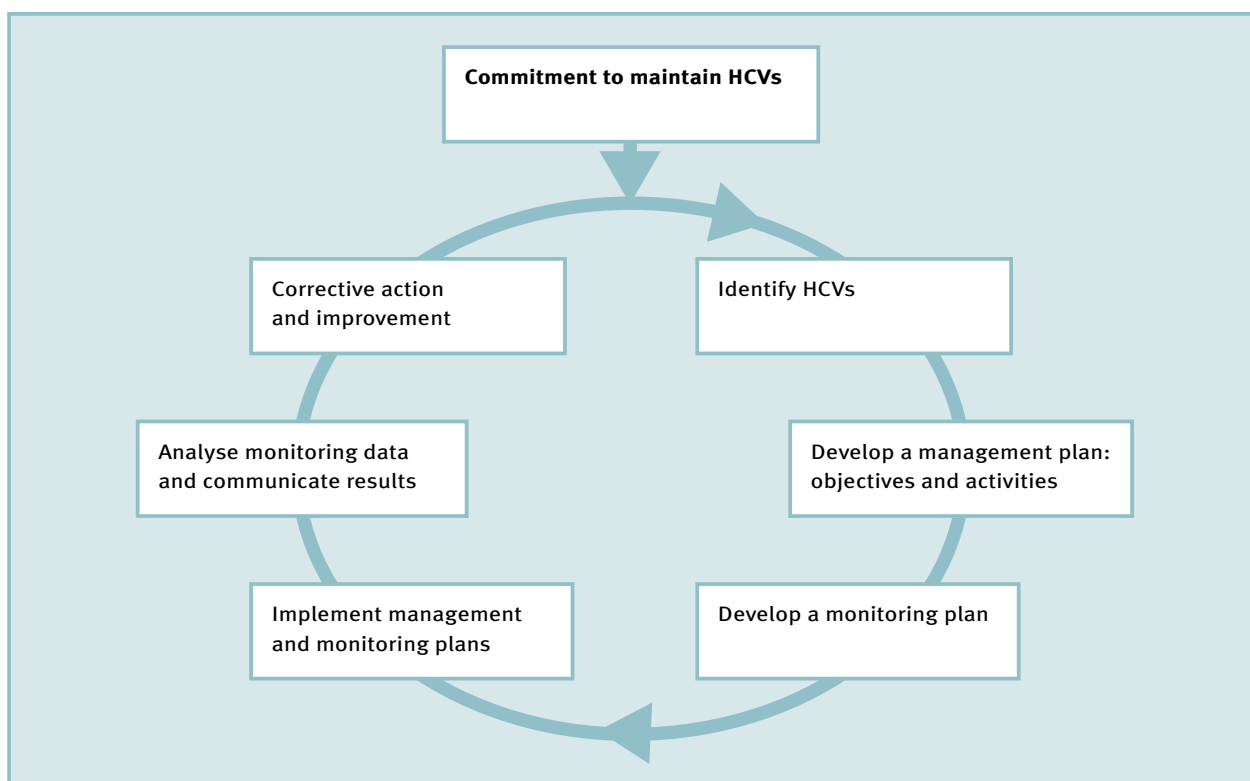 Commitment to maintain HCVs
Corrective action
and improvement
Identify HCVs
Analyse monitoring data
and communicate results
Develop a management plan:
objectives and activities
Implement management
and monitoring plans
Develop a monitoring plan